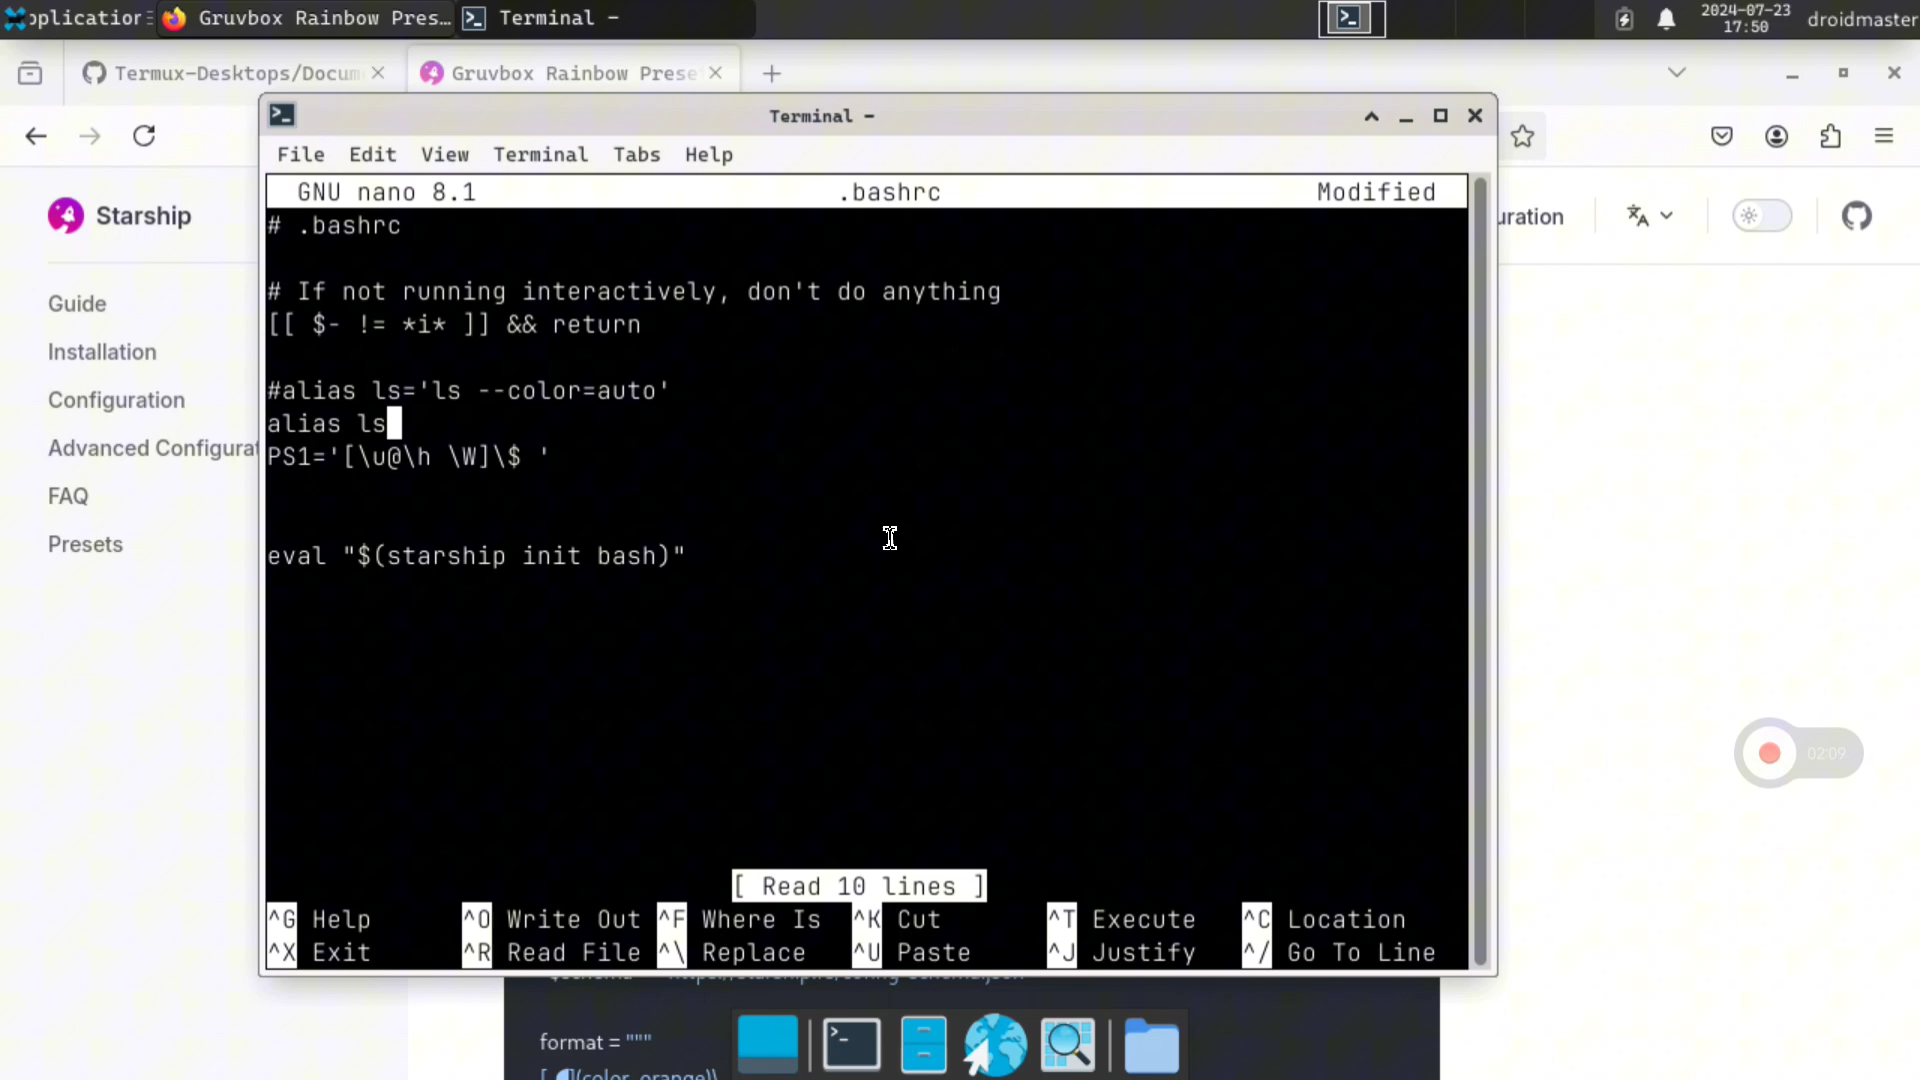 Gruvbox Rainbow Pres…
Terminal -
2024-07-23
17:50
droidmaster
Termux-Desktops/Docum
Gruvbox Rainbow Prese
Terminal -
File Edit View Terminal Tabs Help
Starship
GNU nano 8.1 .bashrc Modified
# .bashrc
Guide
# If not running interactively, don't do anything
[[ $- != *i* ]] && return
Installation
#alias ls='ls --color=auto'
Configuration
alias ls
Advanced Configurat
PS1='[\u@\h \W]\$ '
FAQ
Presets
eval "$(starship init bash)"
02:09
[ Read 10 lines ]
^G Help ^O Write Out ^F Where Is ^K Cut ^T Execute ^C Location
^X Exit ^R Read File ^\ Replace ^U Paste ^J Justify ^/ Go To Line
format = """